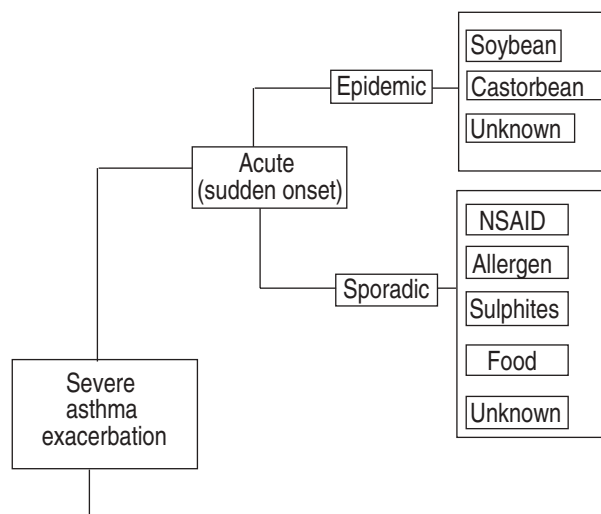 Soybean
Epidemic
Castorbean
Unknown
Acute
(sudden onset)
NSAID
Allergen
Sporadic
Sulphites
Food
Unknown
Severe
asthma
exacerbation